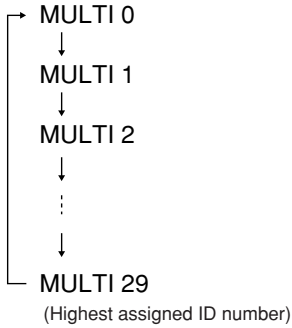 MULTI 0
MULTI 1
MULTI 2
MULTI 29
(Highest assigned ID number)